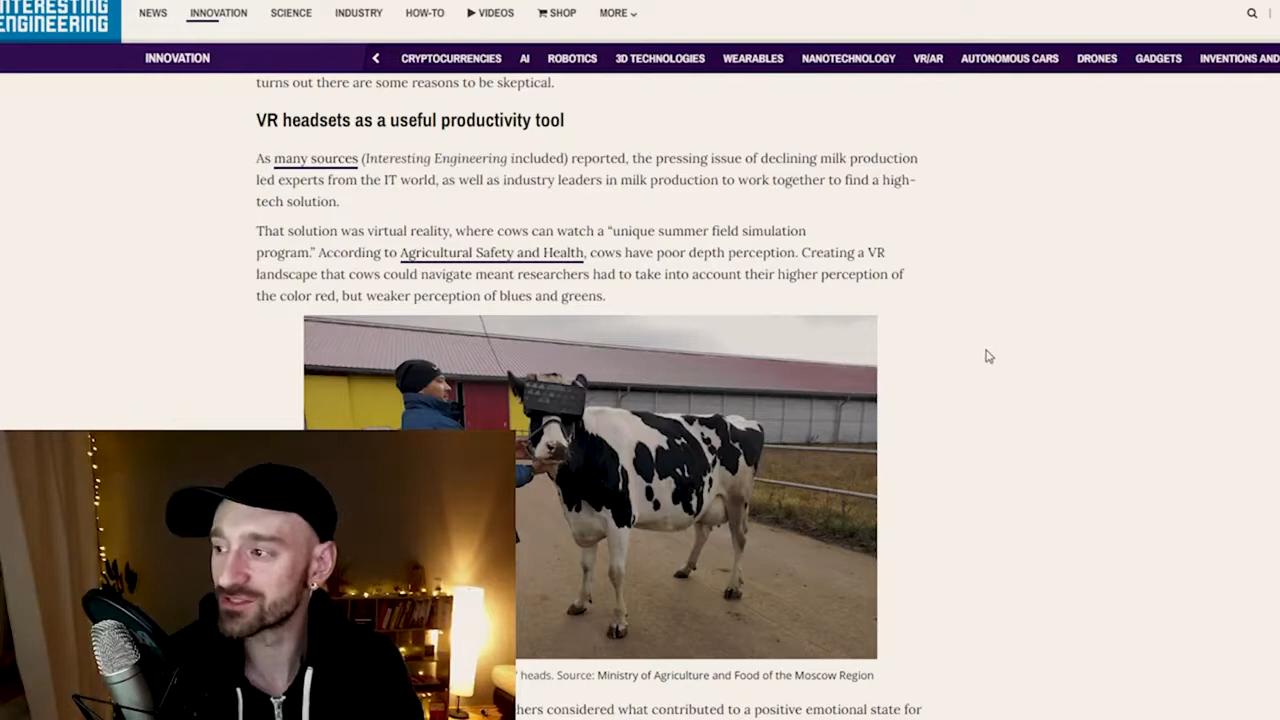 INTERESTING
ENGINEERING
NEWS INNOVATION SCIENCE INDUSTRY HOW-TO VIDEOS SHOP MORE
INNOVATION
CRYPTOCURRENCIES AI ROBOTICS 3D TECHNOLOGIES WEARABLES NANOTECHNOLOGY VR/AR AUTONOMOUS CARS DRONES GADGETS INVENTIONS AND
turns out there are some reasons to be skeptical.
VR headsets as a useful productivity tool
As many sources (Interesting Engineering included) reported, the pressing issue of declining milk production
led experts from the IT world, as well as industry leaders in milk production to work together to find a high-
tech solution.
That solution was virtual reality, where cows can watch a “unique summer field simulation
program.” According to Agricultural Safety and Health, cows have poor depth perception. Creating a VR
landscape that cows could navigate meant researchers had to take into account their higher perception of
the color red, but weaker perception of blues and greens.
' heads. Source: Ministry of Agriculture and Food of the Moscow Region
hers considered what contributed to a positive emotional state for